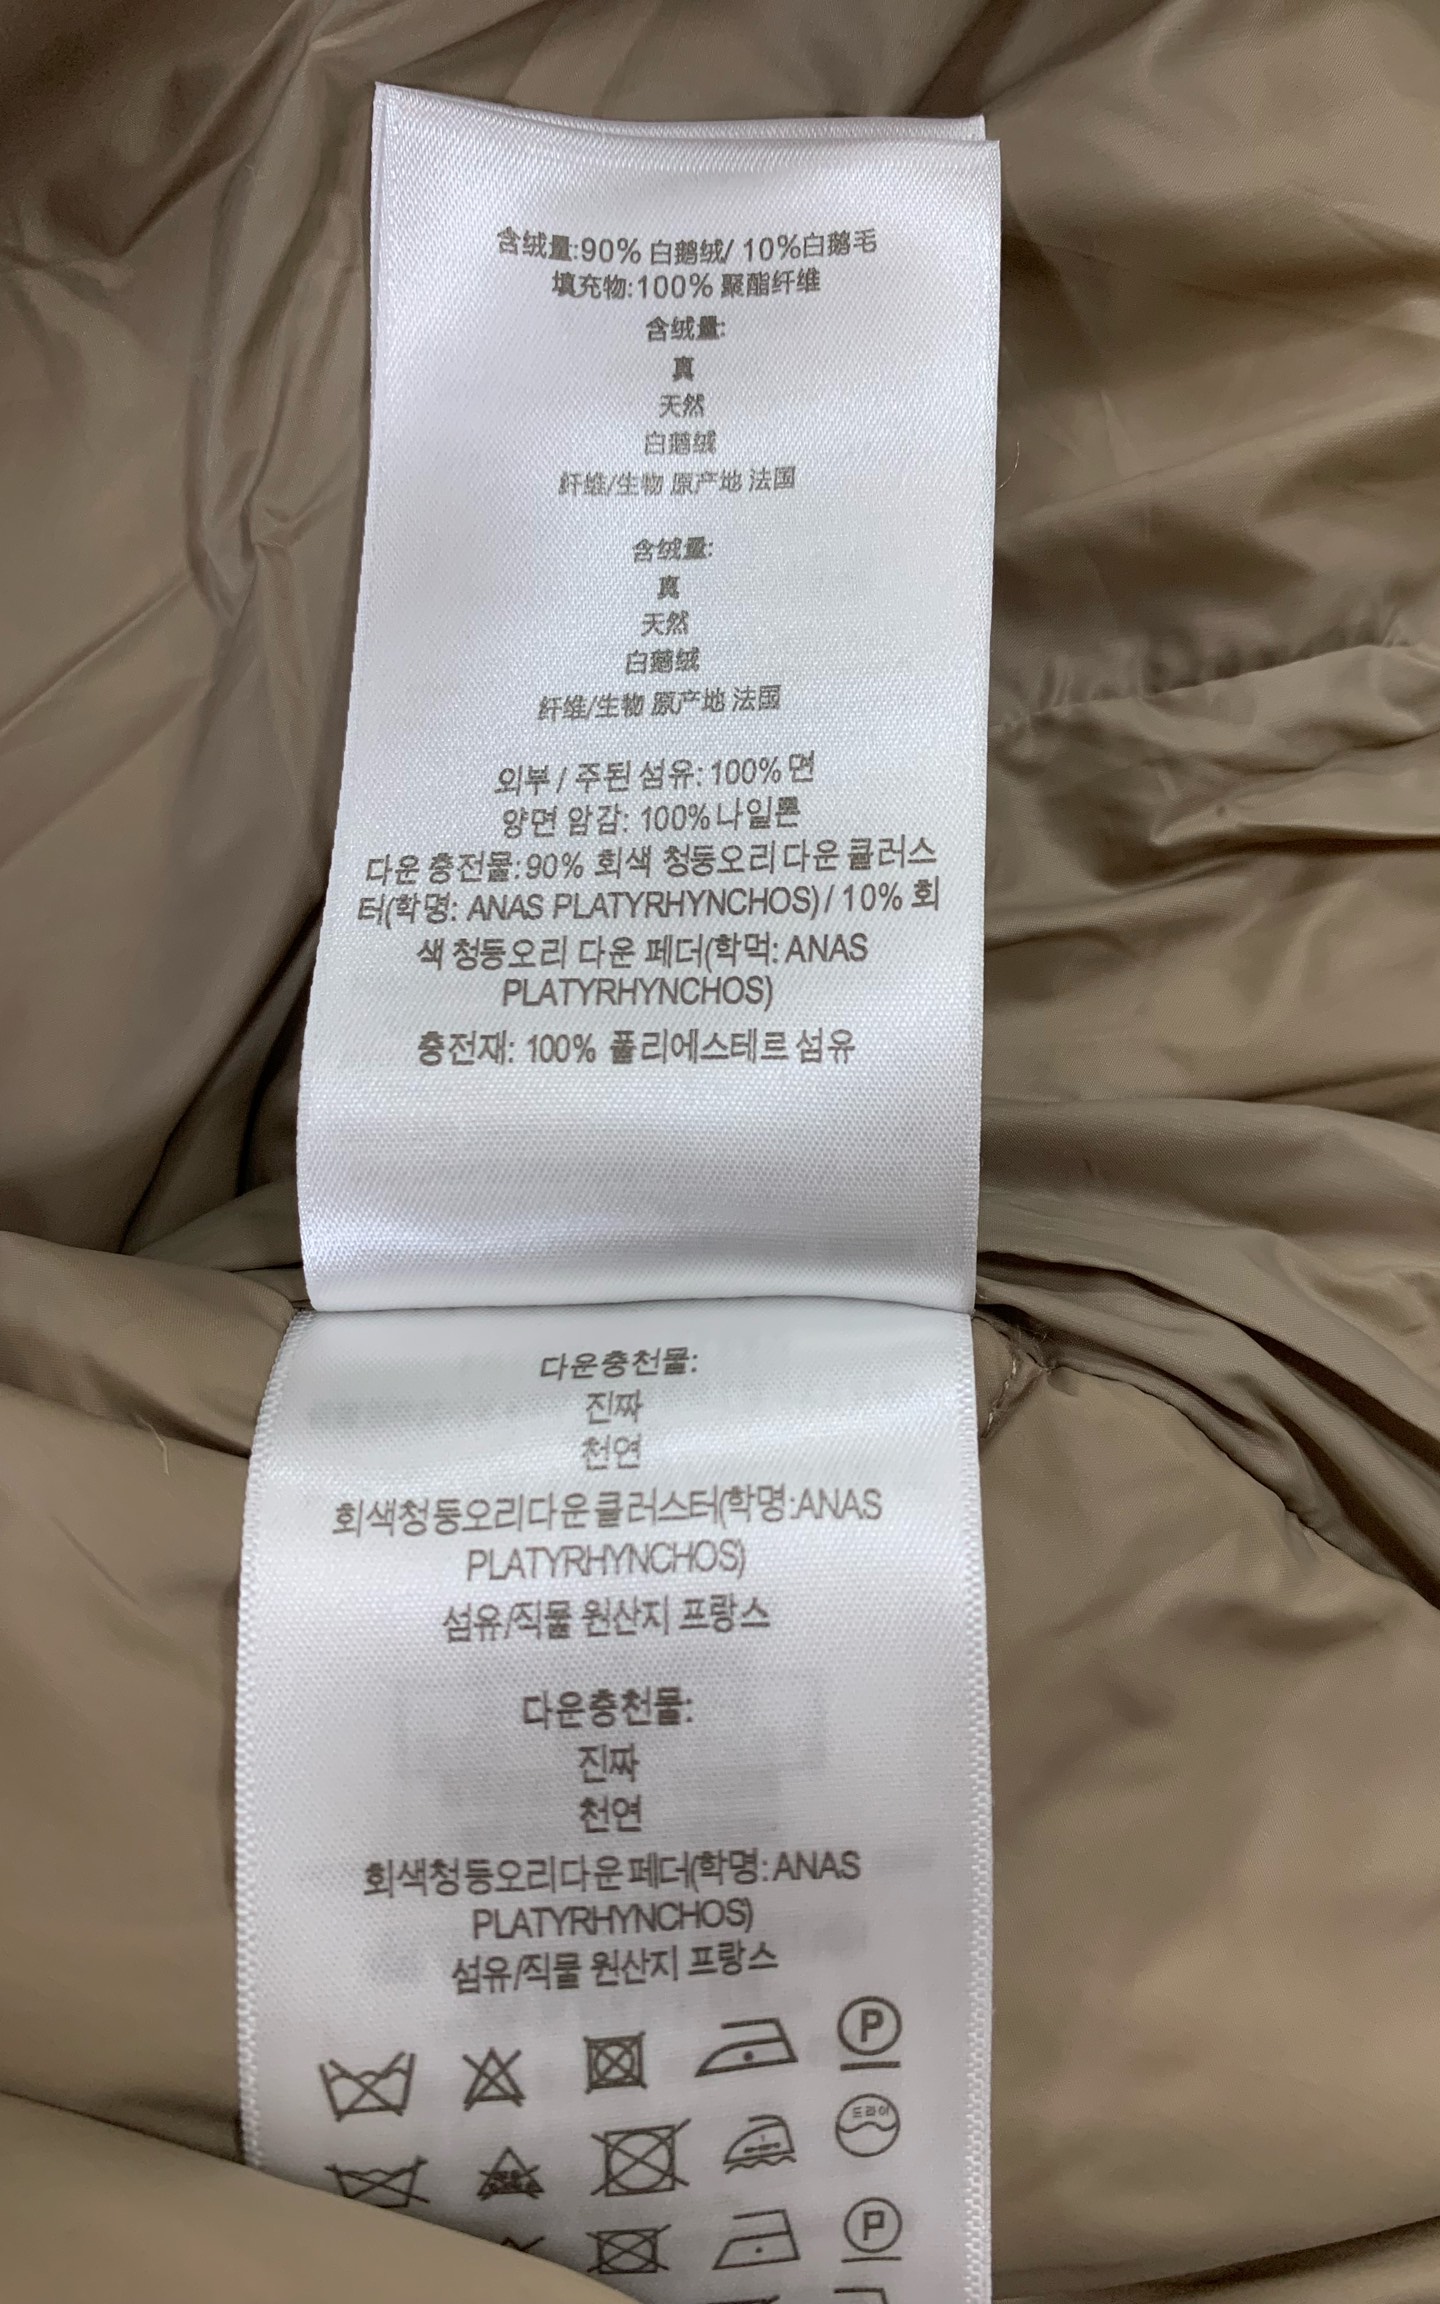 含绒量:90% 白鹅绒/ 10%白鹅毛
填充物:100% 聚酯纤维
含绒量:
真
天然
白鹅绒
纤维/生物 原产地 法国
含绒量:
真
天然
白鹅绒
纤维/生物 原产地 法国
외부 / 주된 섬유: 100% 면
양면 암감: 100% 나일론
다운 충전물:90% 회색 청둥오리 다운 클러스
터(학명: ANAS PLATYRHYNCHOS) / 10% 회
색 청둥오리 다운 페더(학먹: ANAS
PLATYRHYNCHOS)
충전재: 100% 폴리에스테르 섬유
다운충천물:
진짜
천연
회색청둥오리다운클러스터(학명:ANAS
PLATYRHYNCHOS)
섬유/직물 원산지 프랑스
다운충천물:
진짜
천연
회색청둥오리다운페더(학명: ANAS
PLATYRHYNCHOS)
섬유/직물 원산지 프랑스
P
드라이
P